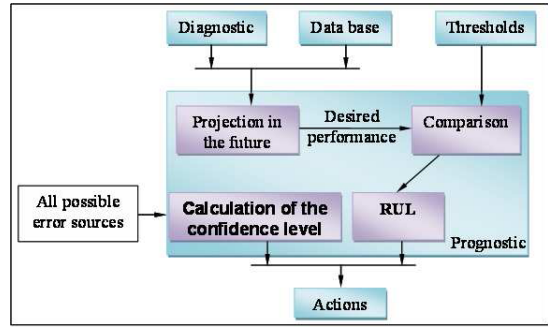 Diagnostic
Data base
Thresholds
Projection in
the future
Desired
performance
Comparison
All possible
error sources
Calculation of the
confidence level
RUL
Prognostic
Actions